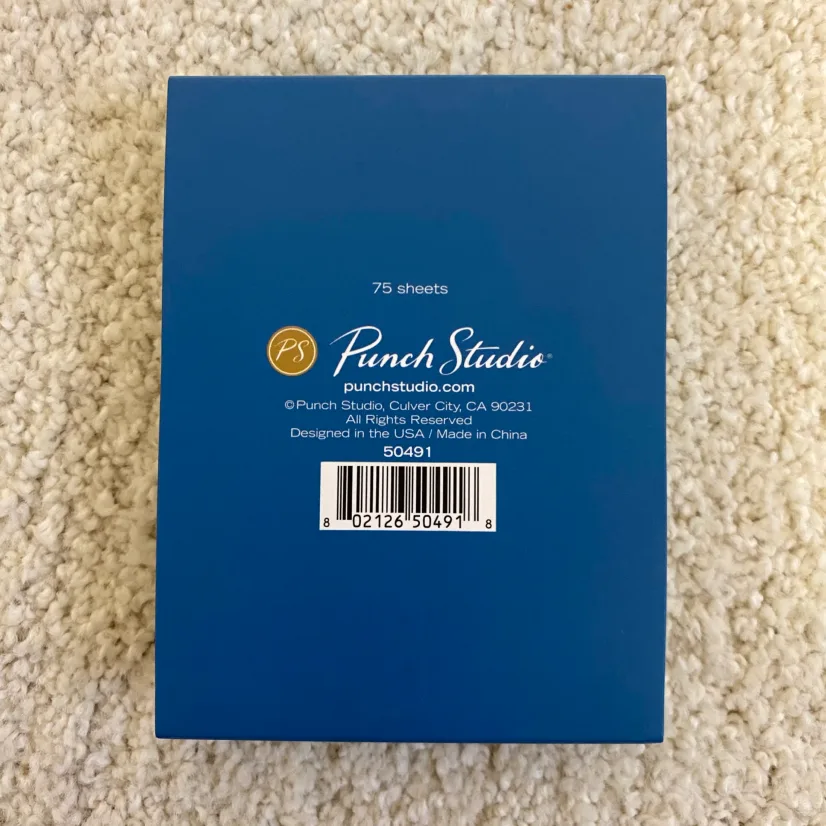 75 sheets
PS Punch Studio®
punchstudio.com
©Punch Studio, Culver City, CA 90231
All Rights Reserved
Designed in the USA / Made in China
50491
8 02126 50491 8